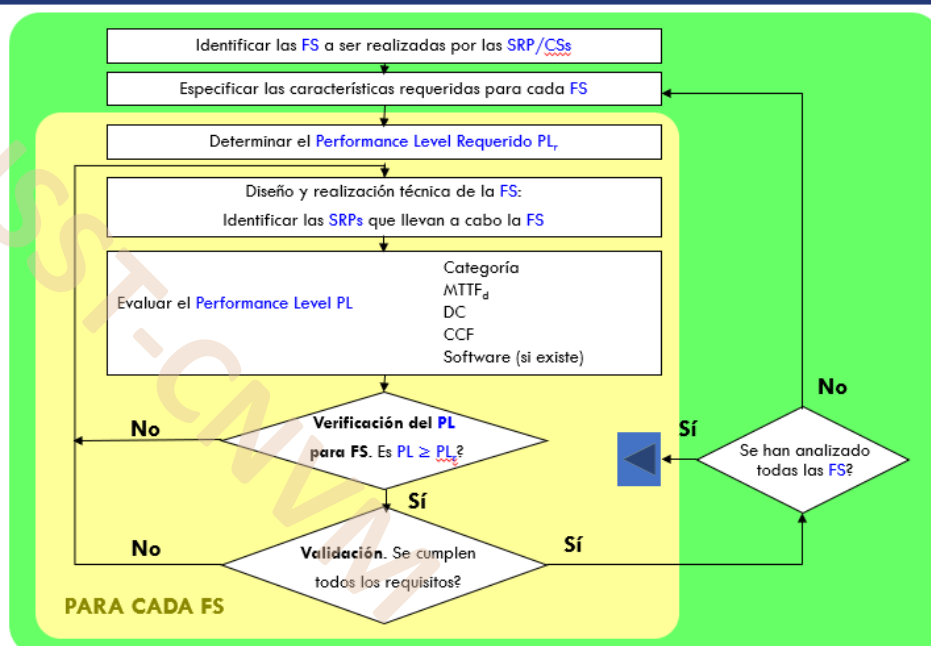 Identificar las FS a ser realizadas por las SRP/CSs
Especificar las características requeridas para cada FS
Determinar el Performance Level Requerido PLr
Diseño y realización técnica de la FS:
Identificar las SRPs que llevan a cabo la FS
Evaluar el Performance Level PL
Categoría
MTTFd
DC
CCF
Software (si existe)
Verificación del PL
para FS. Es PL ≥ PLr?
No
Sí
Validación. Se cumplen
todos los requisitos?
No
Sí
Se han analizado
todas las FS?
Sí
No
PARA CADA FS
SST-CNVM